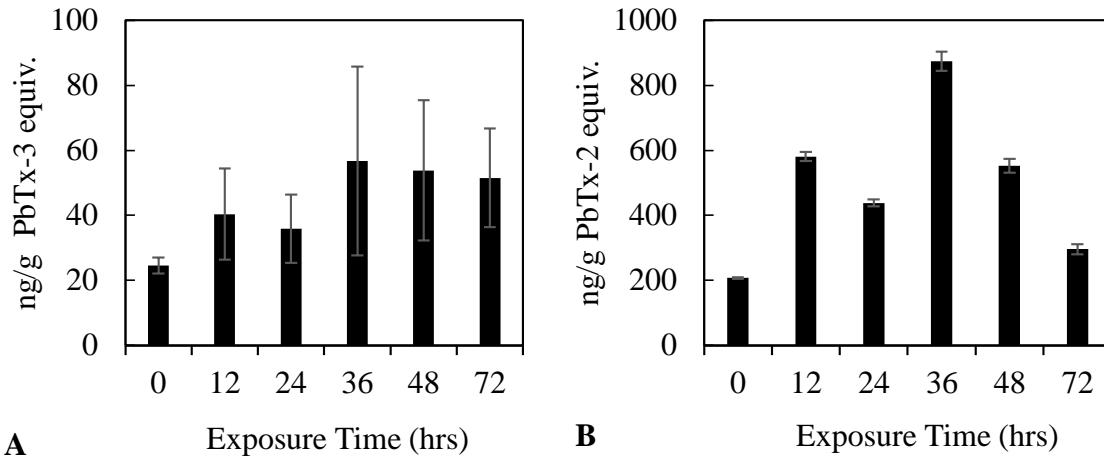 ng/g PbTx-3 equiv.
100
80
60
40
20
0
0 12 24 36 48 72
Exposure Time (hrs)
A
ng/g PbTx-2 equiv.
1000
800
600
400
200
0
0 12 24 36 48 72
Exposure Time (hrs)
B